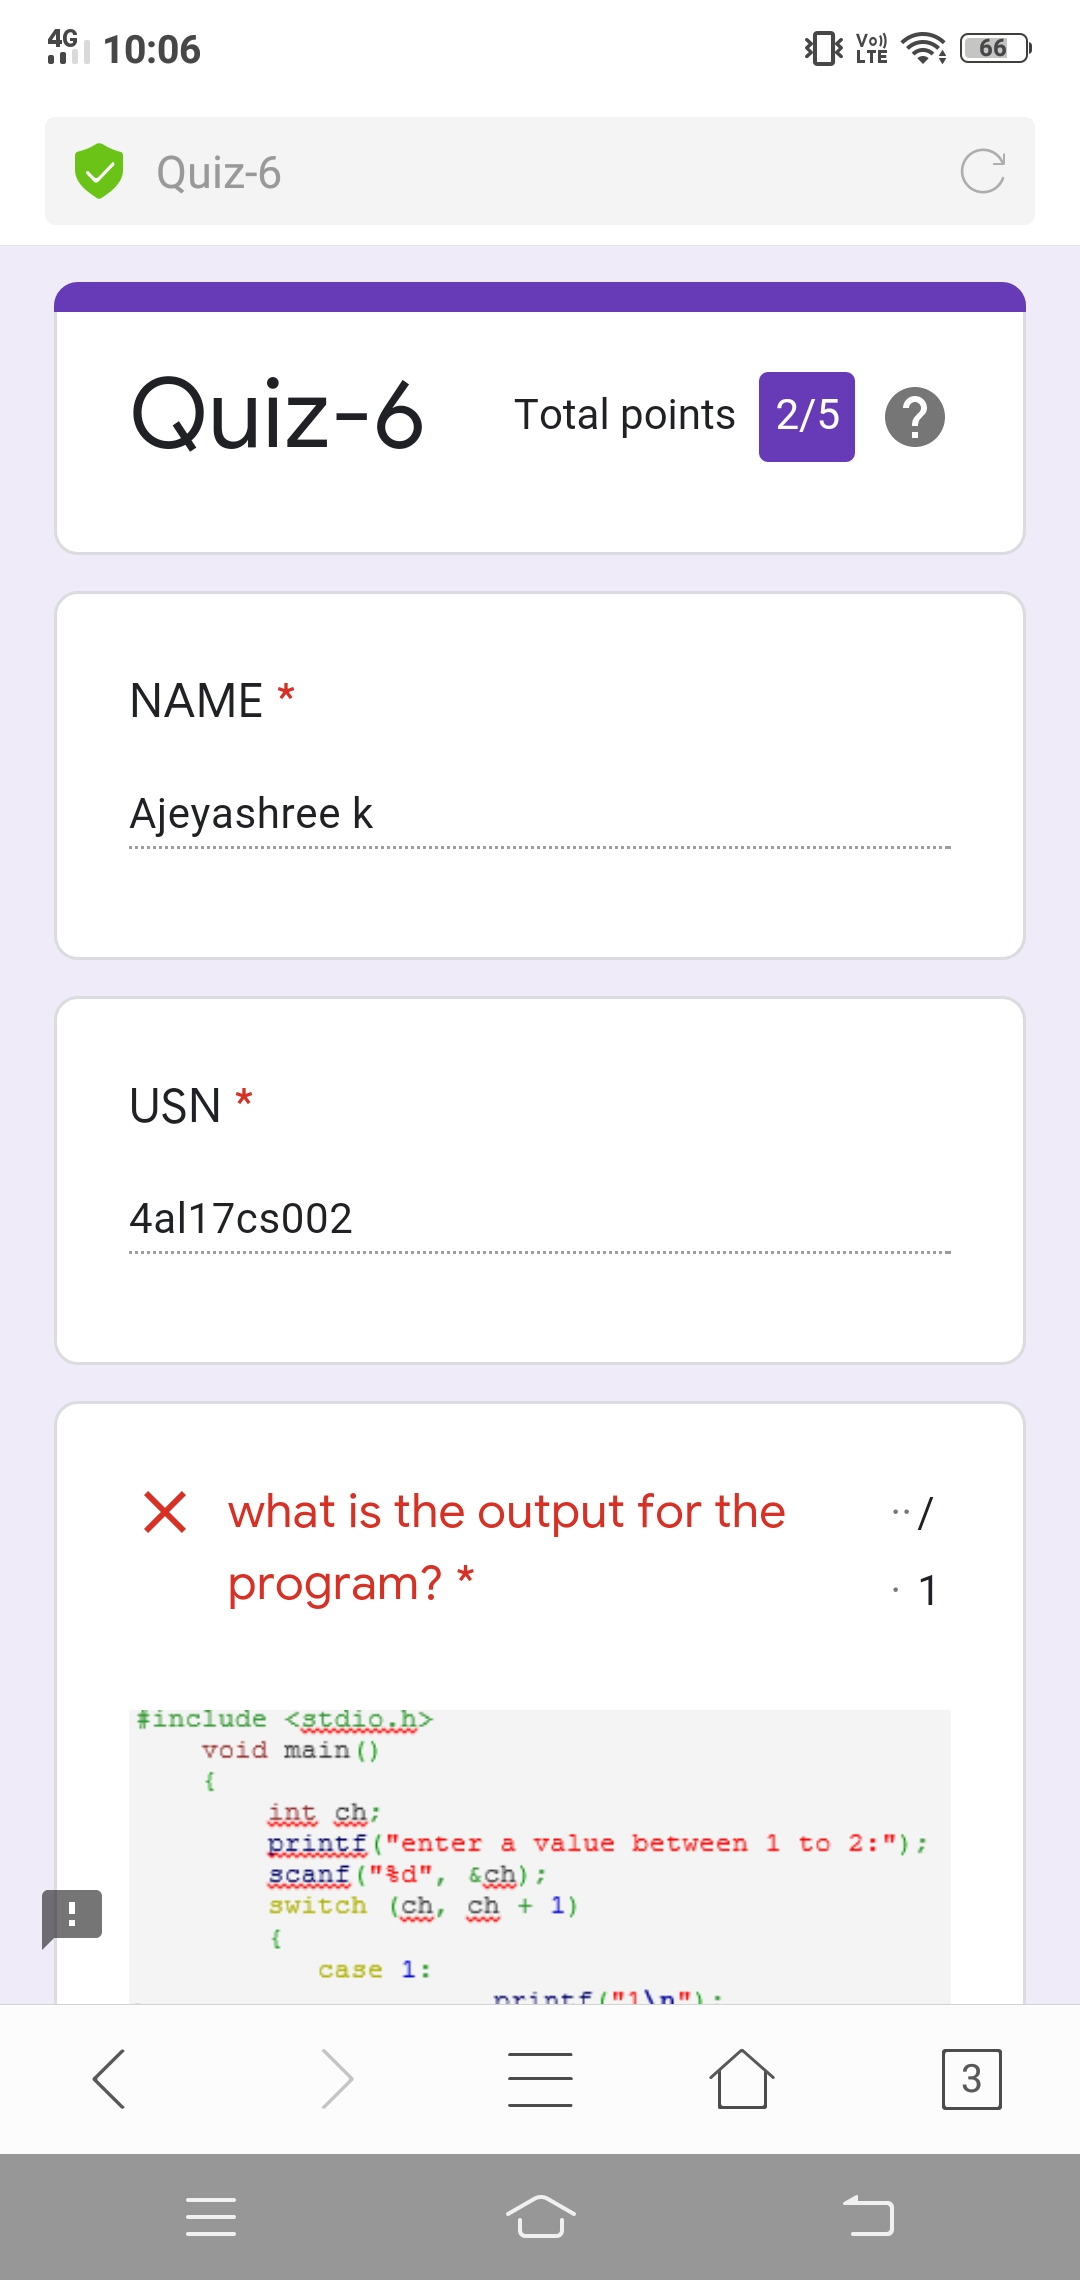 4G 10:06 Vo)) LTE 66
Quiz-6
Quiz-6 Total points 2/5 ?
NAME *
Ajeyashree k
USN *
4al17cs002
what is the output for the ··/
program? * · 1
#include <stdio.h>
void main()
{
int ch;
printf("enter a value between 1 to 2:");
scanf("%d", &ch);
switch (ch, ch + 1)
{
case 1:
printf("1\n");
3